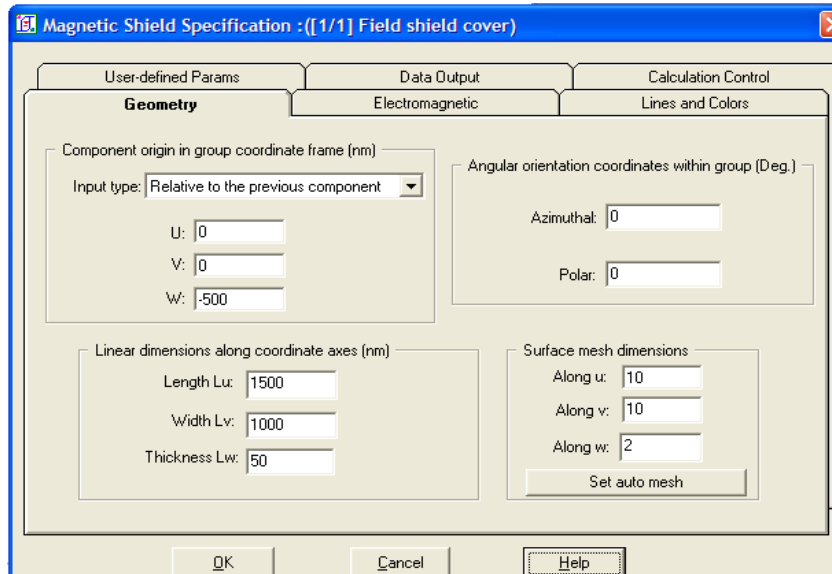 Magnetic Shield Specification :([1/1] Field shield cover)
User-defined Params Data Output Calculation Control
Geometry Electromagnetic Lines and Colors
Component origin in group coordinate frame (nm)
Input type: Relative to the previous component
U: 0
V: 0
W: -500
Angular orientation coordinates within group (Deg.)
Azimuthal: 0
Polar: 0
Linear dimensions along coordinate axes (nm)
Length Lu: 1500
Width Lv: 1000
Thickness Lw: 50
Surface mesh dimensions
Along u: 10
Along v: 10
Along w: 2
Set auto mesh
OK Cancel Help